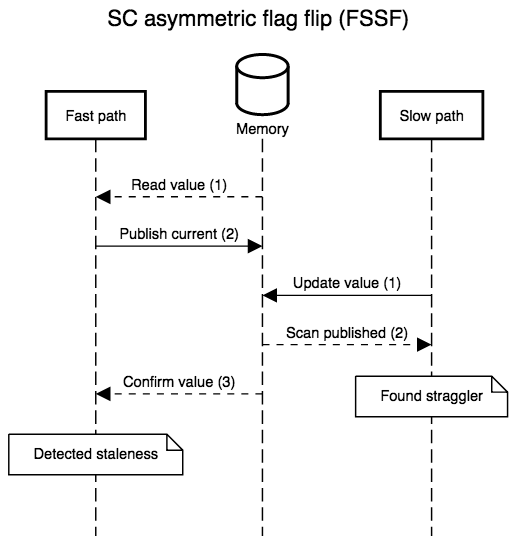 SC asymmetric flag flip (FSSF)
Fast path
Memory
Slow path
Read value (1)
Publish current (2)
Update value (1)
Scan published (2)
Confirm value (3)
Found straggler
Detected staleness